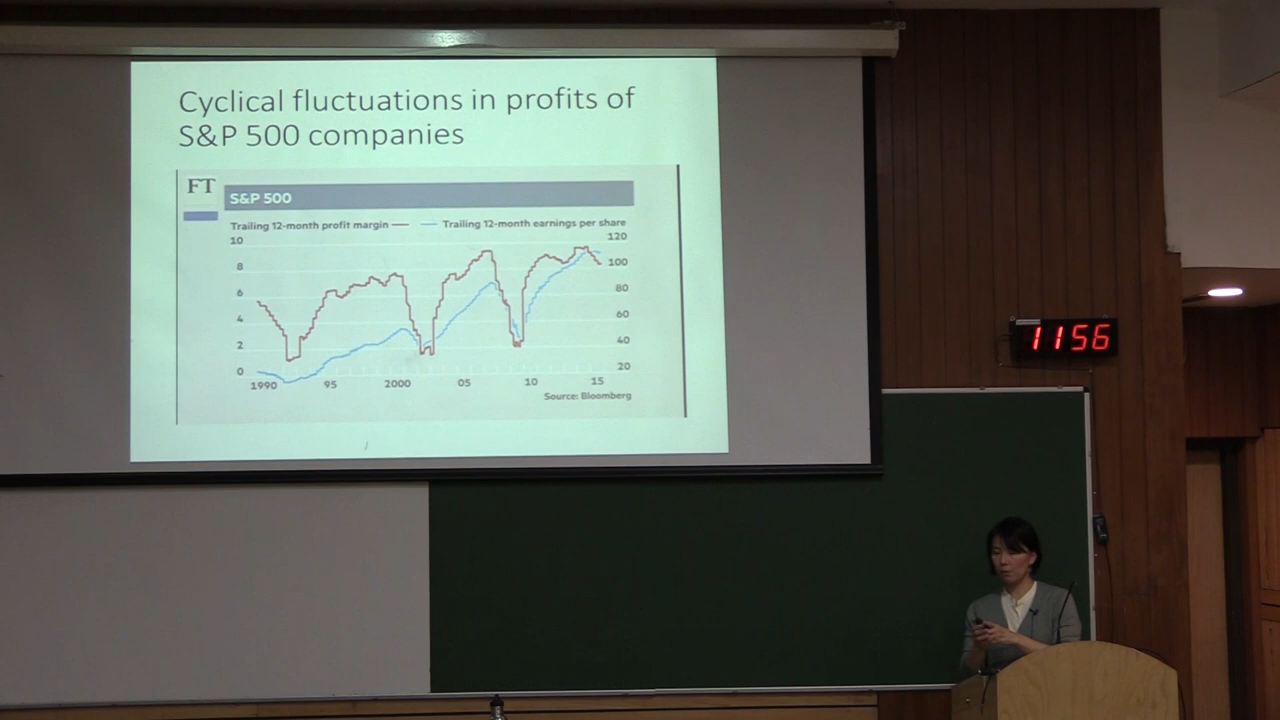 Cyclical fluctuations in profits of
S&P 500 companies
FT
S&P 500
Trailing 12-month profit margin
Trailing 12-month earnings per share
10
120
8
100
6
80
4
60
2
40
0
20
1990
95
2000
05
10
15
Source: Bloomberg
11 56